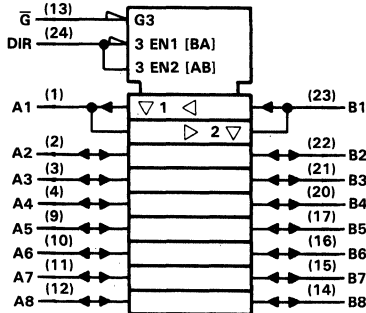 G̅ (13) G3
DIR (24) 3 EN1 [BA]
3 EN2 [AB]
A1 (1) ▽ 1 ◁ (23) B1
▷ 2 ▽
A2 (2) (22) B2
A3 (3) (21) B3
A4 (4) (20) B4
A5 (9) (17) B5
A6 (10) (16) B6
A7 (11) (15) B7
A8 (12) (14) B8